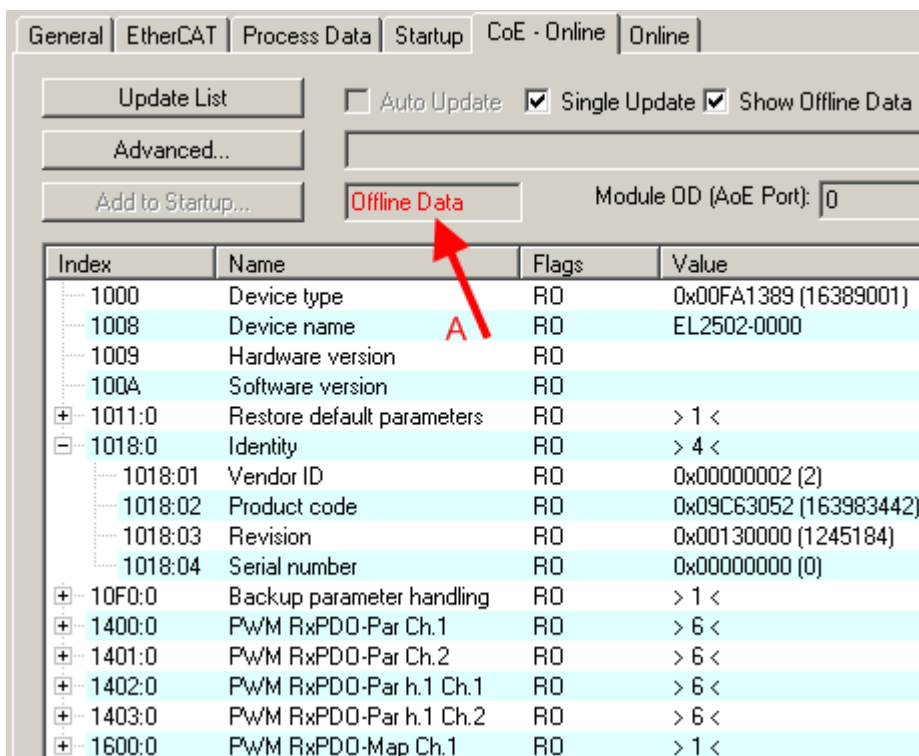 General EtherCAT Process Data Startup CoE - Online Online
Update List Auto Update Single Update Show Offline Data
Advanced...
Add to Startup... Offline Data Module OD (AoE Port): 0
Index Name Flags Value
1000 Device type RO 0x00FA1389 (16389001)
1008 Device name RO EL2502-0000
A
1009 Hardware version RO
100A Software version RO
1011:0 Restore default parameters RO > 1 <
1018:0 Identity RO > 4 <
1018:01 Vendor ID RO 0x00000002 (2)
1018:02 Product code RO 0x09C63052 (163983442)
1018:03 Revision RO 0x00130000 (1245184)
1018:04 Serial number RO 0x00000000 (0)
10F0:0 Backup parameter handling RO > 1 <
1400:0 PWM RxPDO-Par Ch.1 RO > 6 <
1401:0 PWM RxPDO-Par Ch.2 RO > 6 <
1402:0 PWM RxPDO-Par h.1 Ch.1 RO > 6 <
1403:0 PWM RxPDO-Par h.1 Ch.2 RO > 6 <
1600:0 PWM RxPDO-Map Ch.1 RO > 1 <